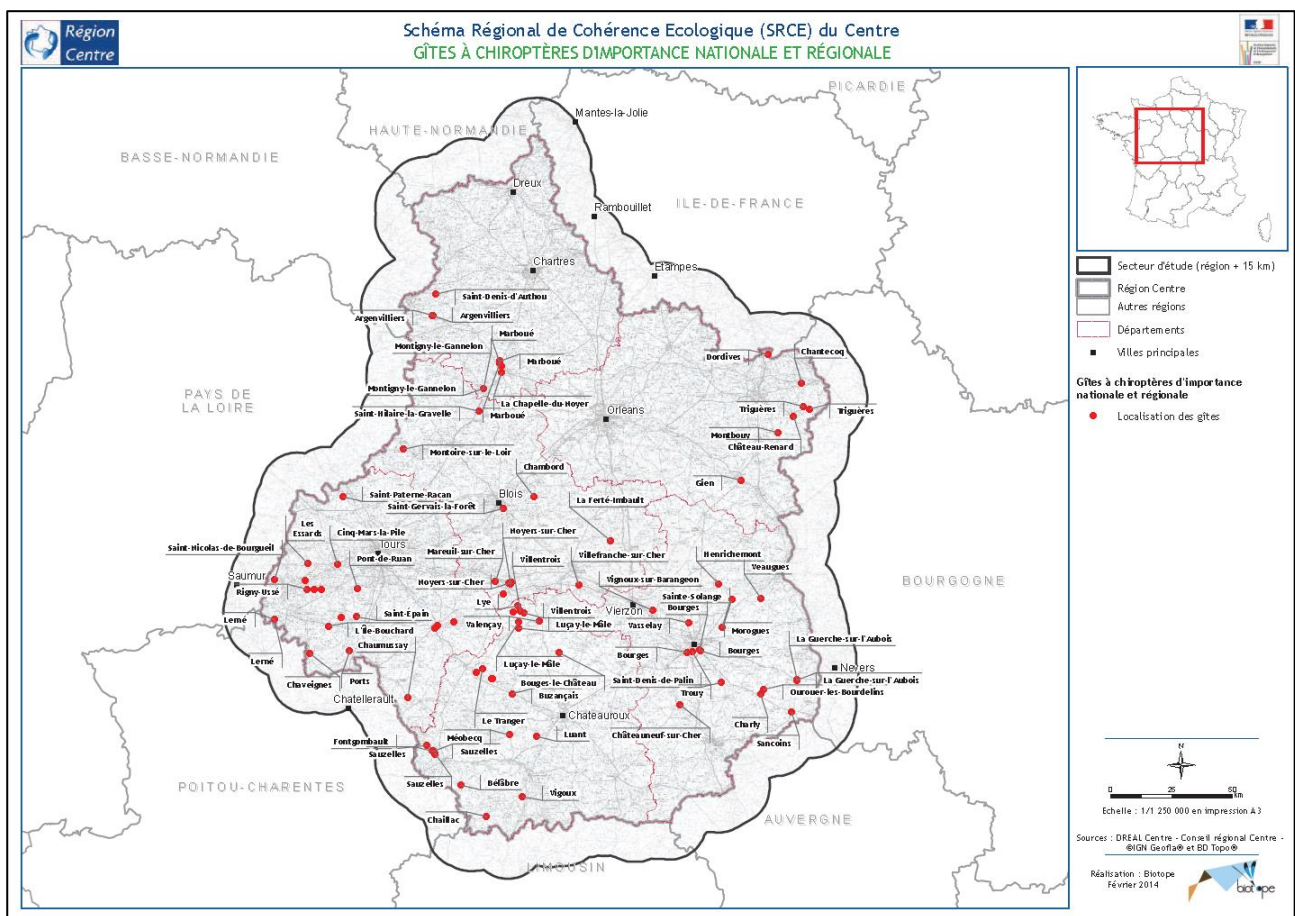 Région
Centre
Schéma Régional de Cohérence Ecologique (SRCE) du Centre
GÎTES À CHIROPTÈRES D'IMPORTANCE NATIONALE ET RÉGIONALE
PICARDIE
Mantes-la-Jolie
HAUTE-NORMANDIE
BASSE-NORMANDIE
Dreux
Rambouillet
ILE-DE-FRANCE
Chartres
Etampes
Saint-Denis-d'Authou
Argenvilliers
Argenvilliers
Marboué
Montigny-le-Gannelon
Marboué
Dordives
Chantecoq
PAYS DE
LA LOIRE
Montigny-le-Gannelon
La Chapelle-du-Noyer
Saint-Hilaire-la-Gravelle
Marboué
Orléans
Triguères
Triguères
Montbouy
Château-Renard
Montoire-sur-le-Loir
Chambord
Gien
Saint-Paterne-Racan
Blois
La Ferté-Imbault
Saint-Gervais-la-Forêt
Les
Essards
Cinq-Mars-la-Pile
Noyers-sur-Cher
Saint-Nicolas-de-Bourgueil
Tours
Mareuil-sur-Cher
Villefranche-sur-Cher
Henrichemont
Pont-de-Ruan
Villentrois
Veaugues
Saumur
Noyers-sur-Cher
Vignoux-sur-Barangeon
BOURGOGNE
Rigny-Ussé
Lye
Sainte-Solange
Villentrois
Vierzon
Bourges
Lerné
Saint-Epain
Valençay
Luçay-le-Mâle
Vasselay
Morogues
L'Île-Bouchard
La Guerche-sur-l'Aubois
Chaumussay
Lerné
Luçay-le-Mâle
Bourges
Bourges
Nevers
Chaveignes
Ports
Bouges-le-Château
Saint-Denis-de-Palin
La Guerche-sur-l'Aubois
Chatellerault
Buzançais
Trouy
Ourouer-les-Bourdelins
Le Tranger
Chateauroux
Charly
Fontgombault
Méobecq
Luant
Châteauneuf-sur-Cher
Sancoins
Sauzelles
Sauzelles
Sauzelles
Bélâbre
Vigoux
POITOU-CHARENTES
Chaillac
AUVERGNE
LIMOUSIN
Secteur d'étude (région + 15 km)
Région Centre
Autres régions
Départements
Villes principales
Gîtes à chiroptères d'importance
nationale et régionale
Localisation des gîtes
N
0 25 50
km
Echelle : 1/1 250 000 en impression A3
Sources : DREAL Centre - Conseil régional Centre -
©IGN Geofla® et BD Topo®
Réalisation : Biotope
Février 2014
biotope